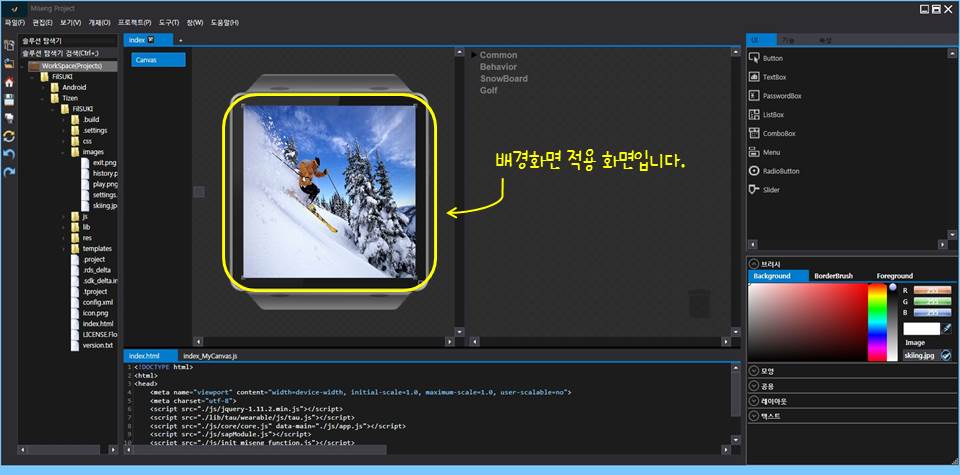 Miseng Project
파일(F) 편집(E) 보기(V) 개체(O) 프로젝트(P) 도구(T) 창(W) 도움말(H)
솔루션 탐색기
솔루션 탐색기 검색(Ctrl+;)
WorkSpace(Projects)
FilSUKI
Android
Tizen
FilSUKI
.build
.settings
css
images
exit.png
history.p
play.png
settings.
skiing.jp
js
lib
res
templates
.project
.rds_delta
.sdk_delta.in
.tproject
config.xml
icon.png
index.html
LICENSE.Flo
version.txt
index
+
Canvas
Common
Behavior
SnowBoard
Golf
배경화면 적용 화면입니다.
index.html index_MyCanvas.js
1 <!DOCTYPE html>
2 <html>
3 <head>
4 <meta name="viewport" content="width=device-width, initial-scale=1.0, maximum-scale=1.0, user-scalable=no">
5 <meta charset="utf-8">
6 <script src="./js/jquery-1.11.2.min.js"></script>
7 <script src="./lib/tau/wearable/js/tau.js"></script>
8 <script src="./js/core/core.js" data-main="./js/app.js"></script>
9 <script src="./js/sapModule.js"></script>
10 <script src="./js/init_miseng_function.js"></script>
UI 기능 속성
Button
TextBox
PasswordBox
ListBox
ComboBox
Menu
RadioButton
Slider
브러시
Background BorderBrush Foreground
R 255
G 255
B 255
Image
skiing.jpg
모양
공용
레이아웃
텍스트